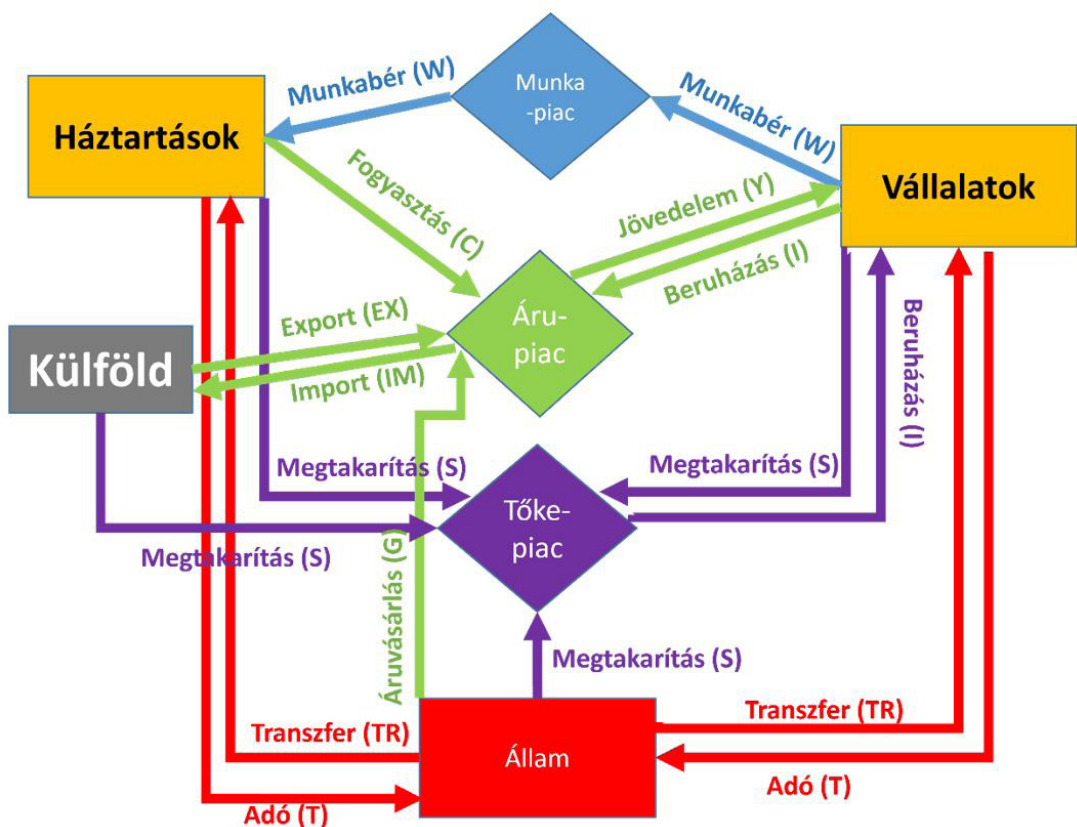 Munkabér (W)
Munka
-piac
Munkabér (W)
Háztartások
Vállalatok
Fogyasztás (C)
Jövedelem (Y)
Beruházás (I)
Export (EX)
Áru-
piac
Külföld
Import (IM)
Beruházás (I)
Megtakarítás (S)
Megtakarítás (S)
Tőke-
piac
Megtakarítás (S)
Áruvásárlás (G)
Megtakarítás (S)
Transzfer (TR)
Transzfer (TR)
Állam
Adó (T)
Adó (T)